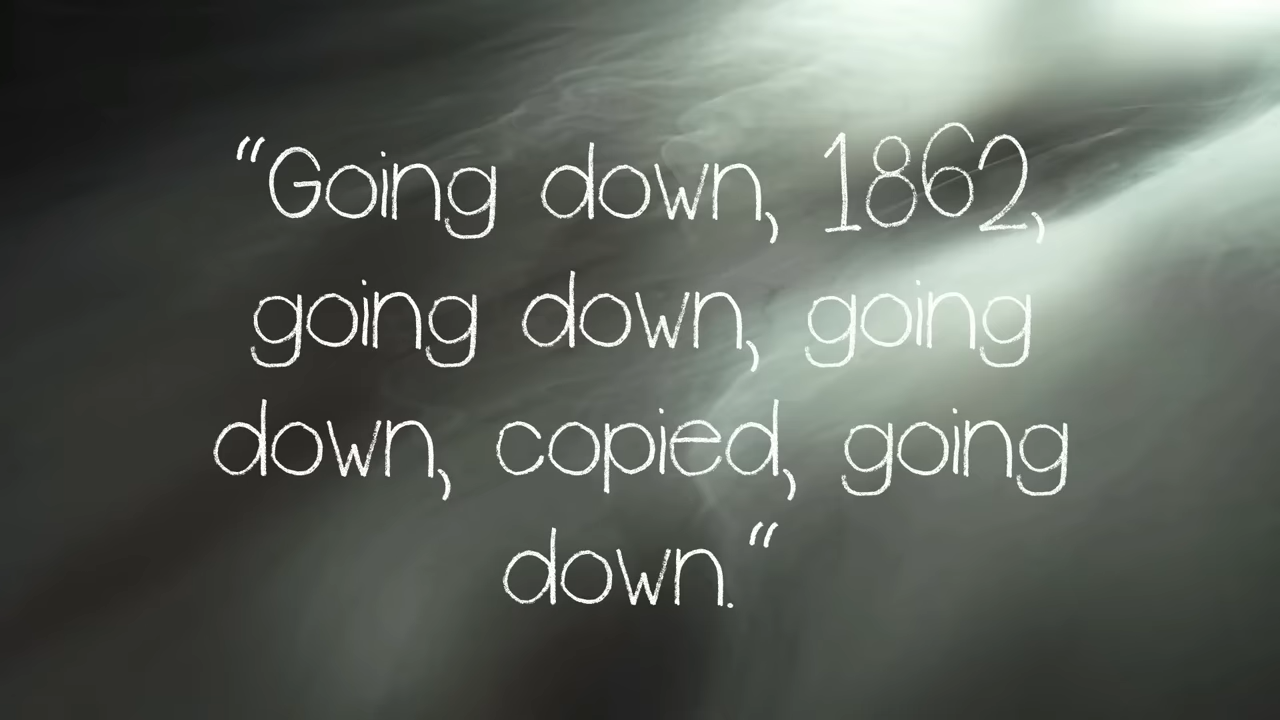 “Going down, 1862,
going down, going
down, copied, going
down.“